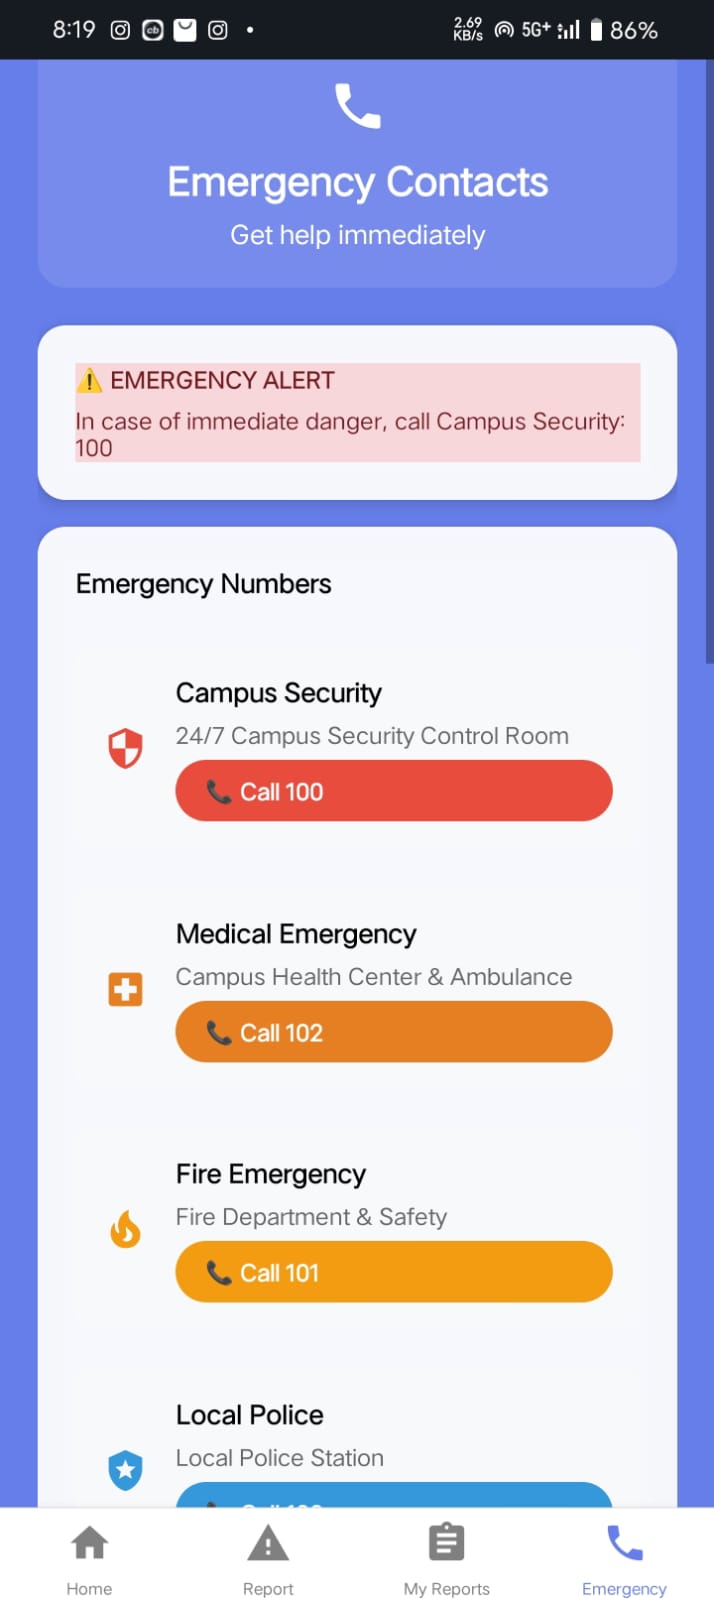 8:19
2.69
KB/s
5G+
86%
Emergency Contacts
Get help immediately
⚠️ EMERGENCY ALERT
In case of immediate danger, call Campus Security:
100
Emergency Numbers
Campus Security
24/7 Campus Security Control Room
📞 Call 100
Medical Emergency
Campus Health Center & Ambulance
📞 Call 102
Fire Emergency
Fire Department & Safety
📞 Call 101
Local Police
Local Police Station
Home
Report
My Reports
Emergency